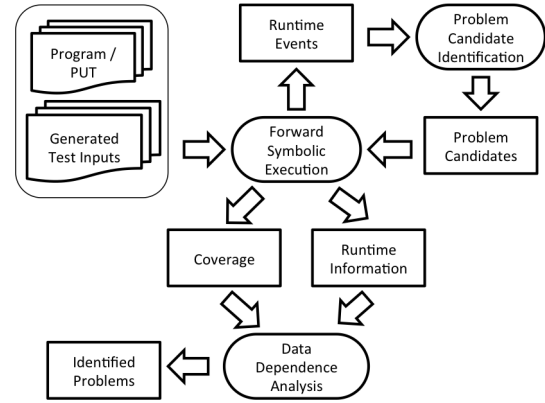 Program /
PUT
Generated
Test Inputs
Runtime
Events
Problem
Candidate
Identification
Forward
Symbolic
Execution
Problem
Candidates
Coverage
Runtime
Information
Data
Dependence
Analysis
Identified
Problems